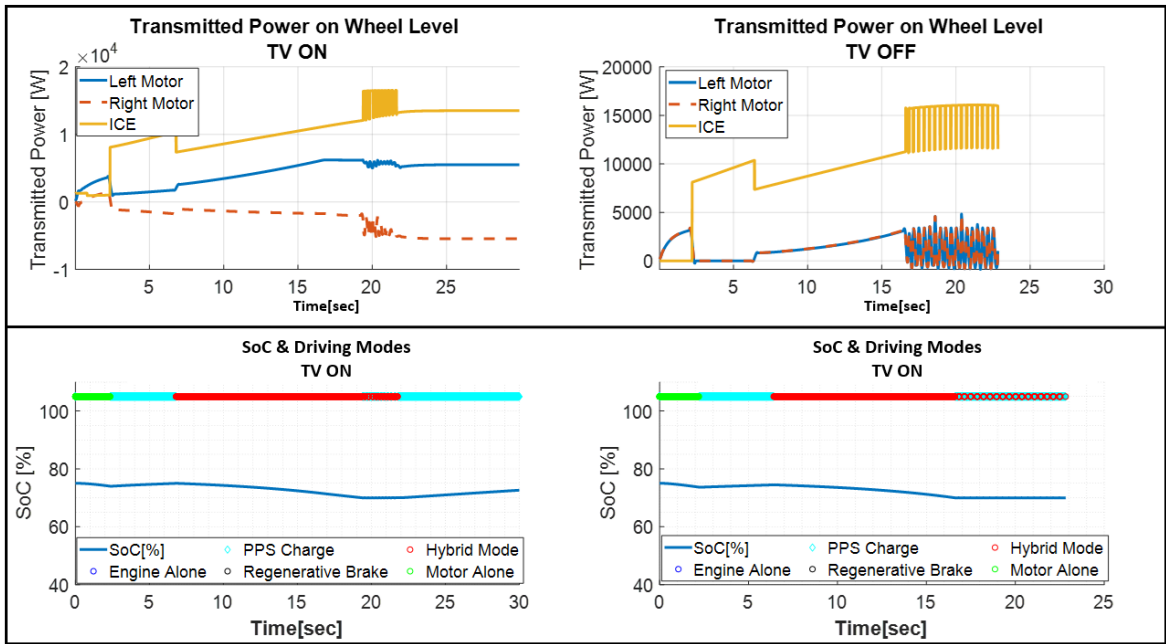 Transmitted Power on Wheel Level
TV ON
×10⁴
2
1
0
-1
Transmitted Power [W]
Left Motor
Right Motor
ICE
5 10 15 20 25
Time[sec]
Transmitted Power on Wheel Level
TV OFF
20000
15000
10000
5000
0
Transmitted Power [W]
Left Motor
Right Motor
ICE
5 10 15 20 25 30
Time[sec]
SoC & Driving Modes
TV ON
100
80
60
40
SoC [%]
SoC[%] PPS Charge Hybrid Mode
Engine Alone Regenerative Brake Motor Alone
0 5 10 15 20 25 30
Time[sec]
SoC & Driving Modes
TV ON
100
80
60
40
SoC [%]
SoC[%] PPS Charge Hybrid Mode
Engine Alone Regenerative Brake Motor Alone
0 5 10 15 20 25
Time[sec]